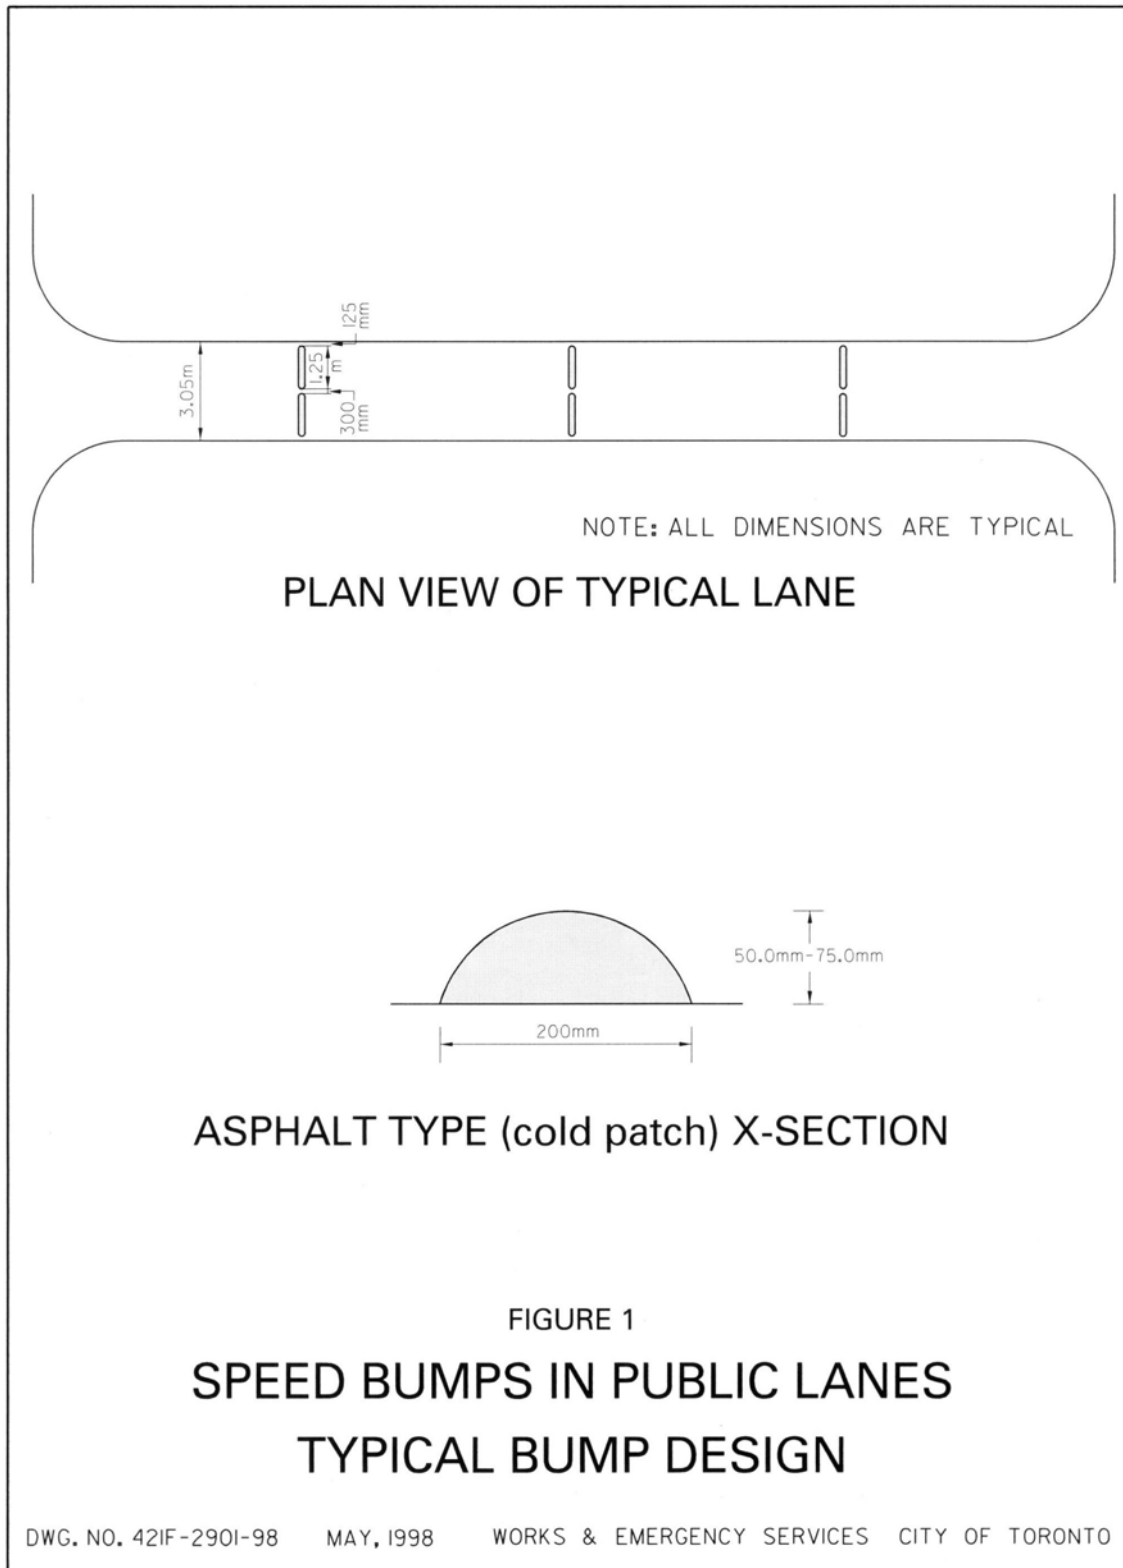 125
mm
3.05m
1.25
m
300
mm
NOTE: ALL DIMENSIONS ARE TYPICAL
PLAN VIEW OF TYPICAL LANE
50.0mm-75.0mm
200mm
ASPHALT TYPE (cold patch) X-SECTION
FIGURE 1
SPEED BUMPS IN PUBLIC LANES
TYPICAL BUMP DESIGN
DWG. NO. 421F-2901-98 MAY, 1998 WORKS & EMERGENCY SERVICES CITY OF TORONTO